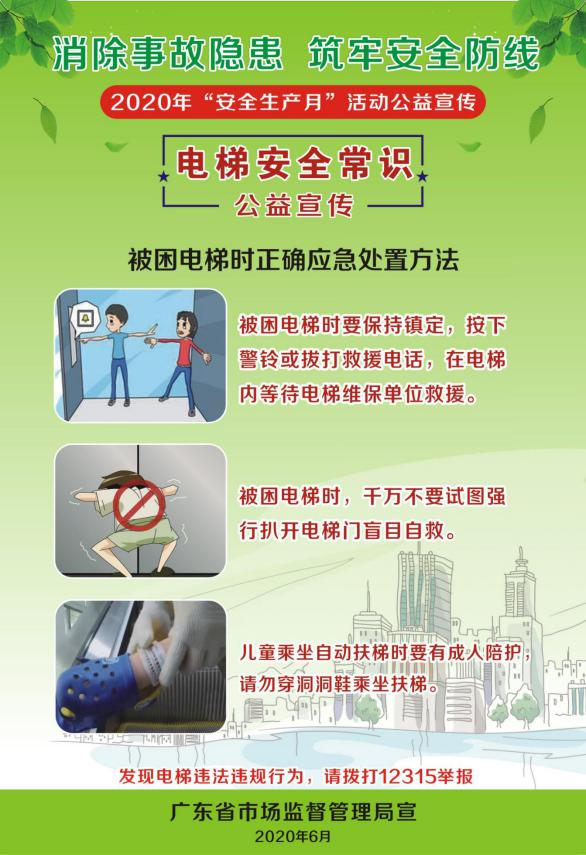 消除事故隐患 筑牢安全防线
2020年“安全生产月”活动公益宣传
电梯安全常识
公益宣传
被困电梯时正确应急处置方法
被困电梯时要保持镇定，按下
警铃或拔打救援电话，在电梯
内等待电梯维保单位救援。
被困电梯时，千万不要试图强
行扒开电梯门盲目自救。
儿童乘坐自动扶梯时要有成人陪护，
请勿穿洞洞鞋乘坐扶梯。
发现电梯违法违规行为，请拨打12315举报
广东省市场监督管理局宣
2020年6月